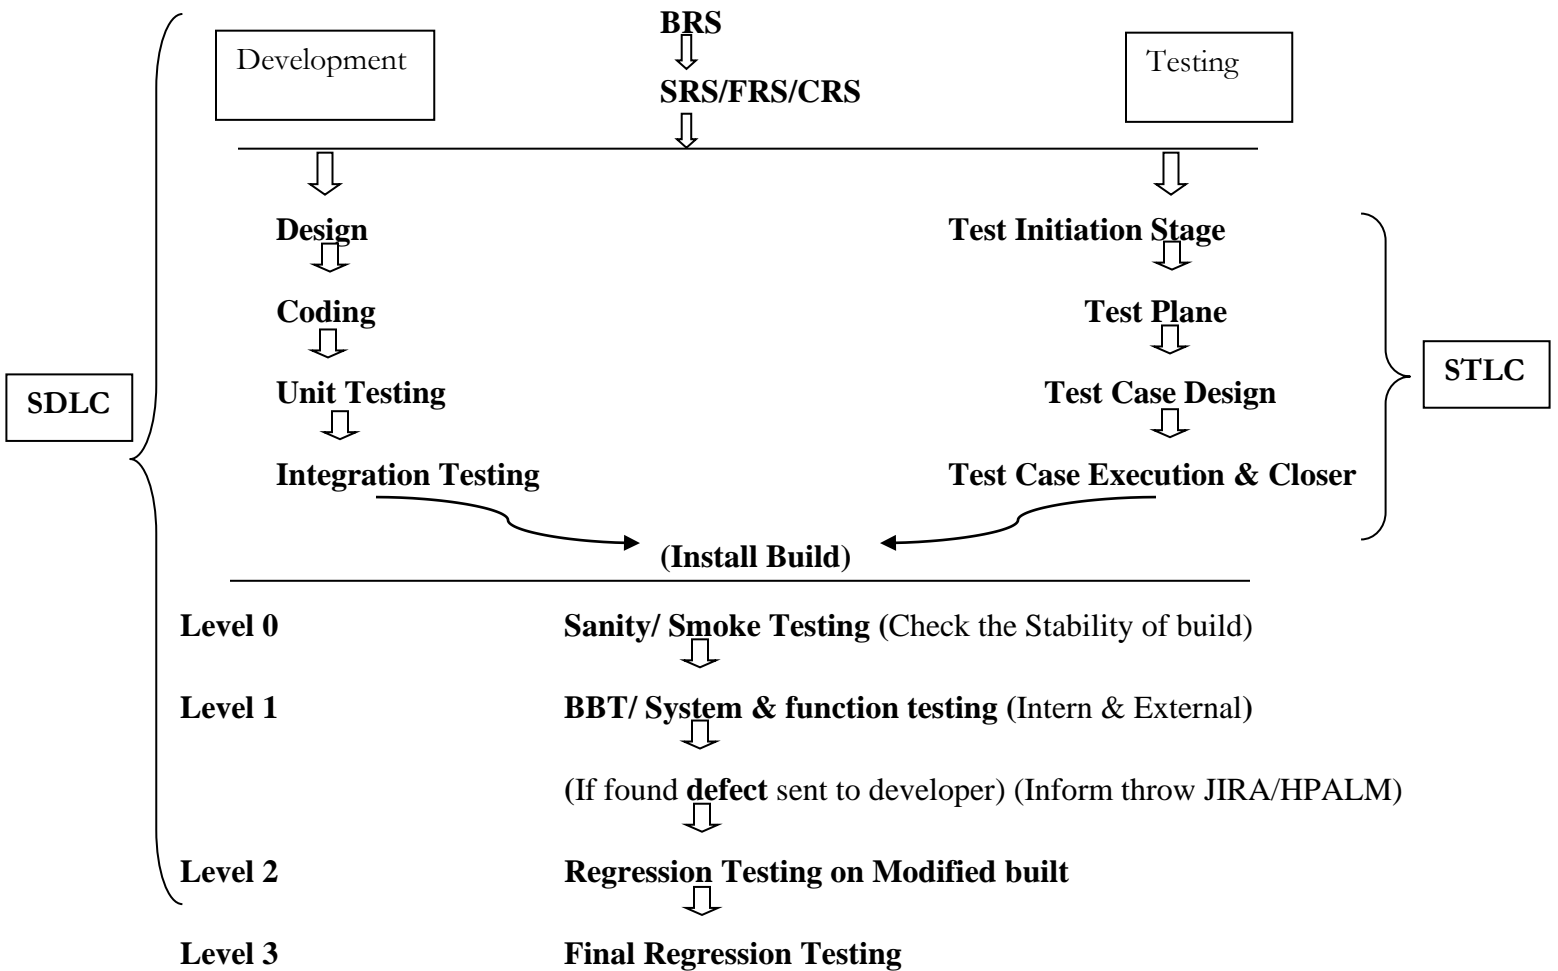 BRS
Development
Testing
SRS/FRS/CRS
Design
Test Initiation Stage
Coding
Test Plane
SDLC
Unit Testing
Test Case Design
STLC
Integration Testing
Test Case Execution & Closer
(Install Build)
Level 0
Sanity/ Smoke Testing (Check the Stability of build)
Level 1
BBT/ System & function testing (Intern & External)
(If found defect sent to developer) (Inform throw JIRA/HPALM)
Level 2
Regression Testing on Modified built
Level 3
Final Regression Testing